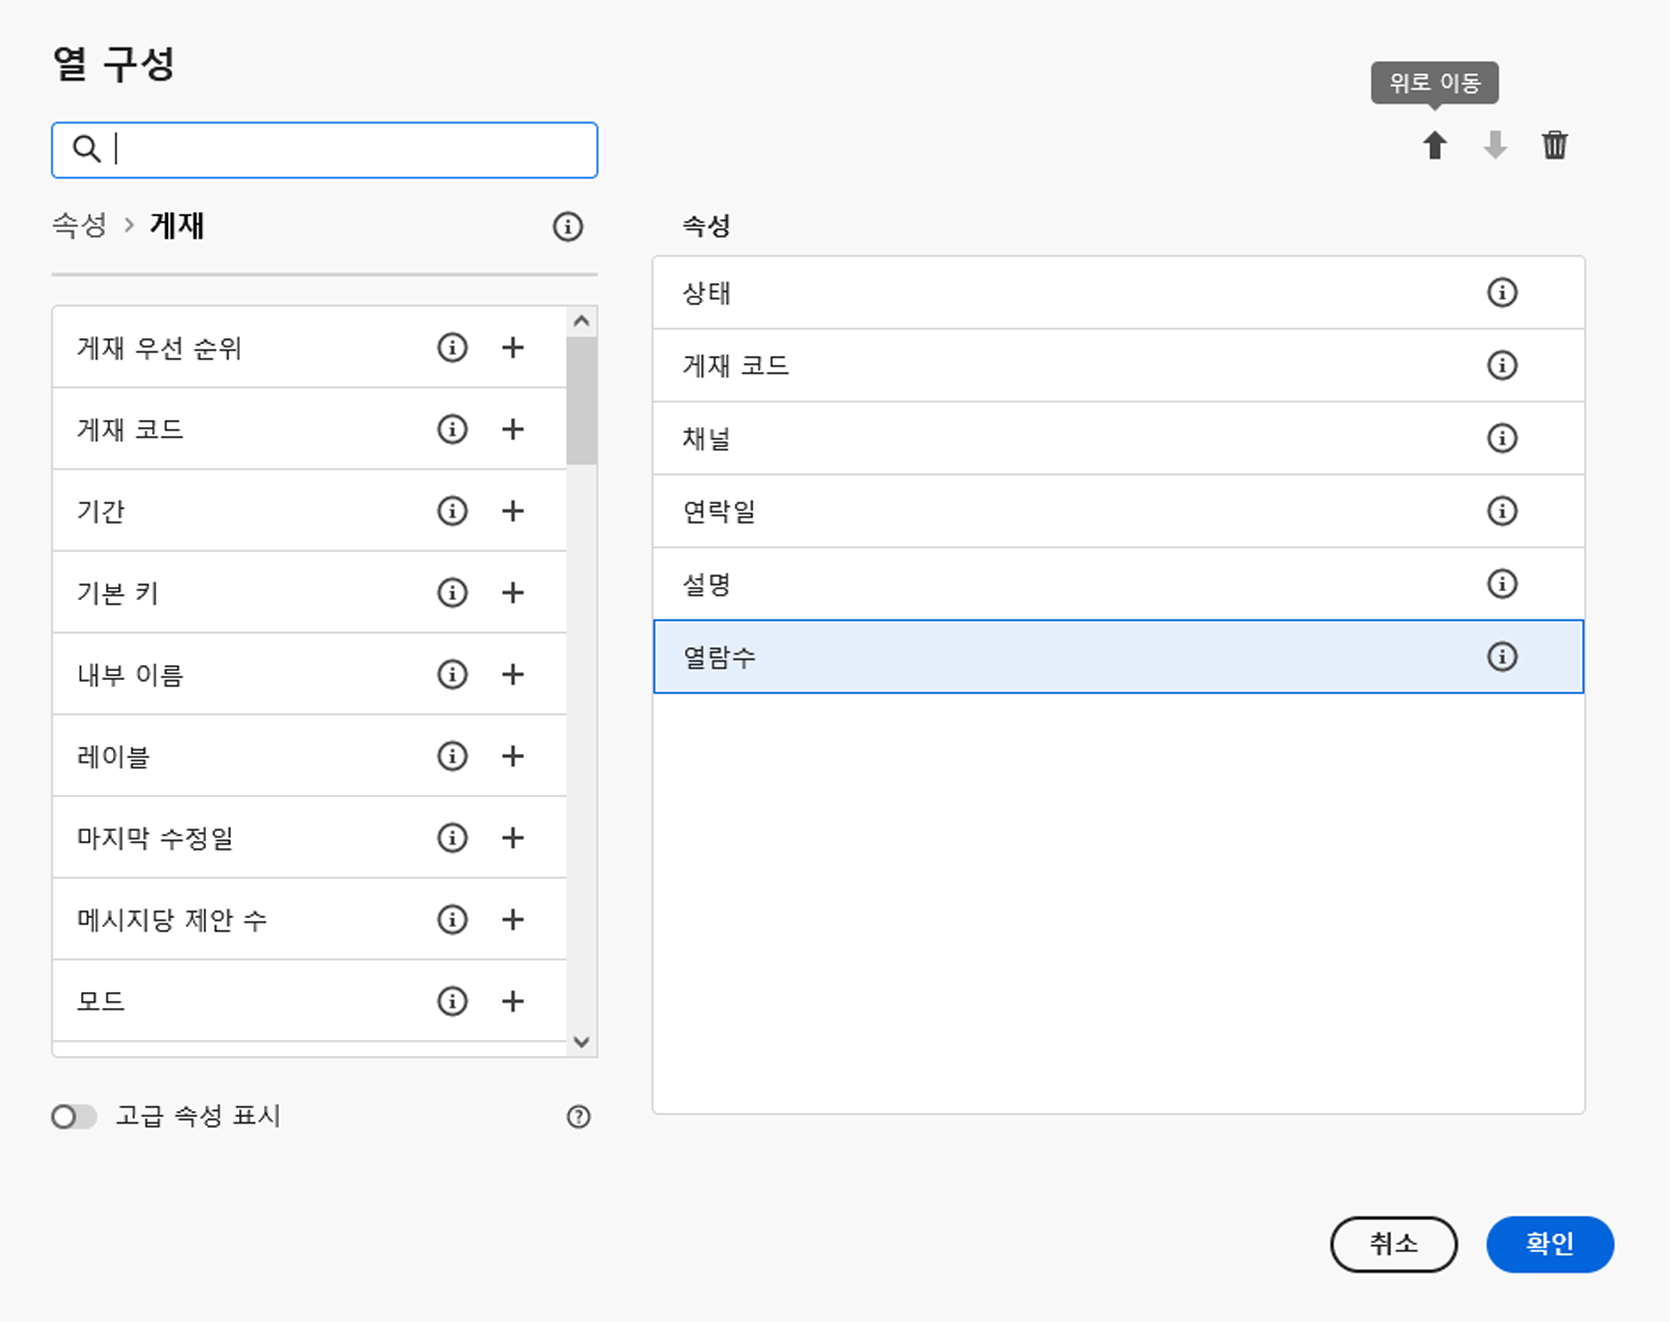 열 구성
위로 이동
속성 > 게재
게재 우선 순위
게재 코드
기간
기본 키
내부 이름
레이블
마지막 수정일
메시지당 제안 수
모드
고급 속성 표시
속성
상태
게재 코드
채널
연락일
설명
열람수
취소
확인